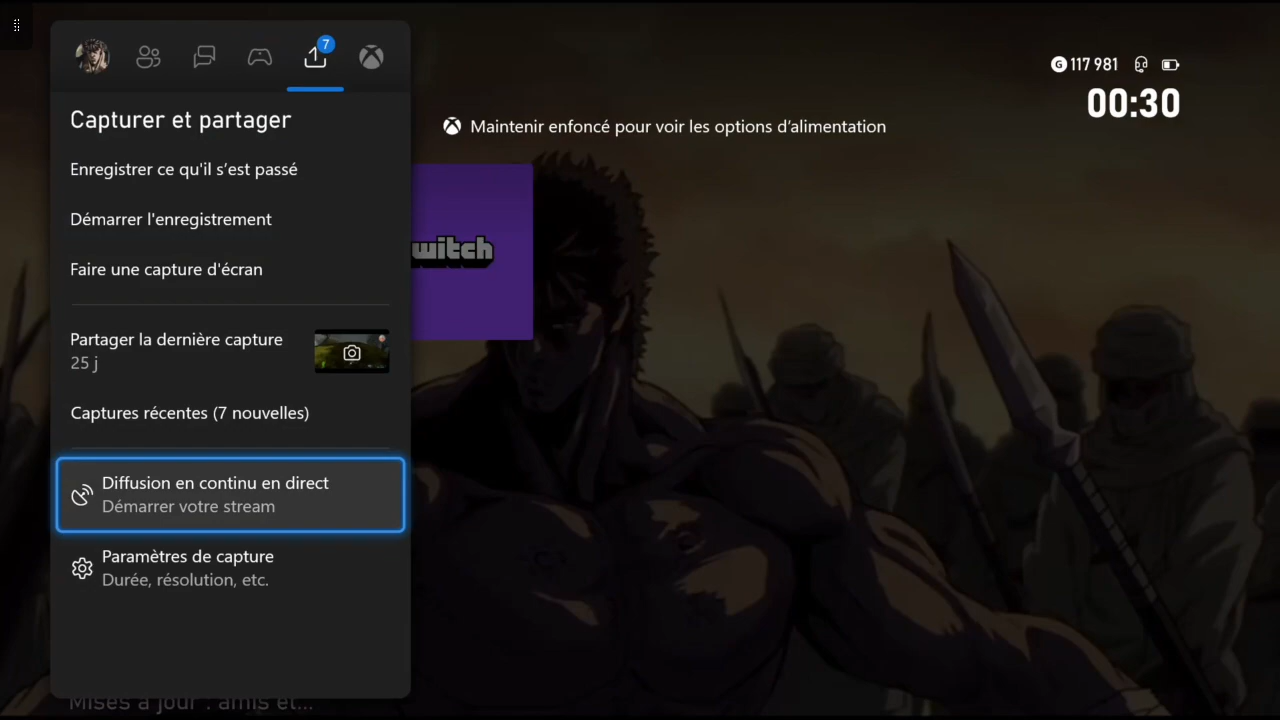 7
Capturer et partager
Enregistrer ce qu'il s’est passé
Démarrer l'enregistrement
Faire une capture d'écran
Partager la dernière capture
25 j
Captures récentes (7 nouvelles)
Diffusion en continu en direct
Démarrer votre stream
Paramètres de capture
Durée, résolution, etc.
Mises à jour : amis et...
Maintenir enfoncé pour voir les options d’alimentation
witch
G 117 981
00:30